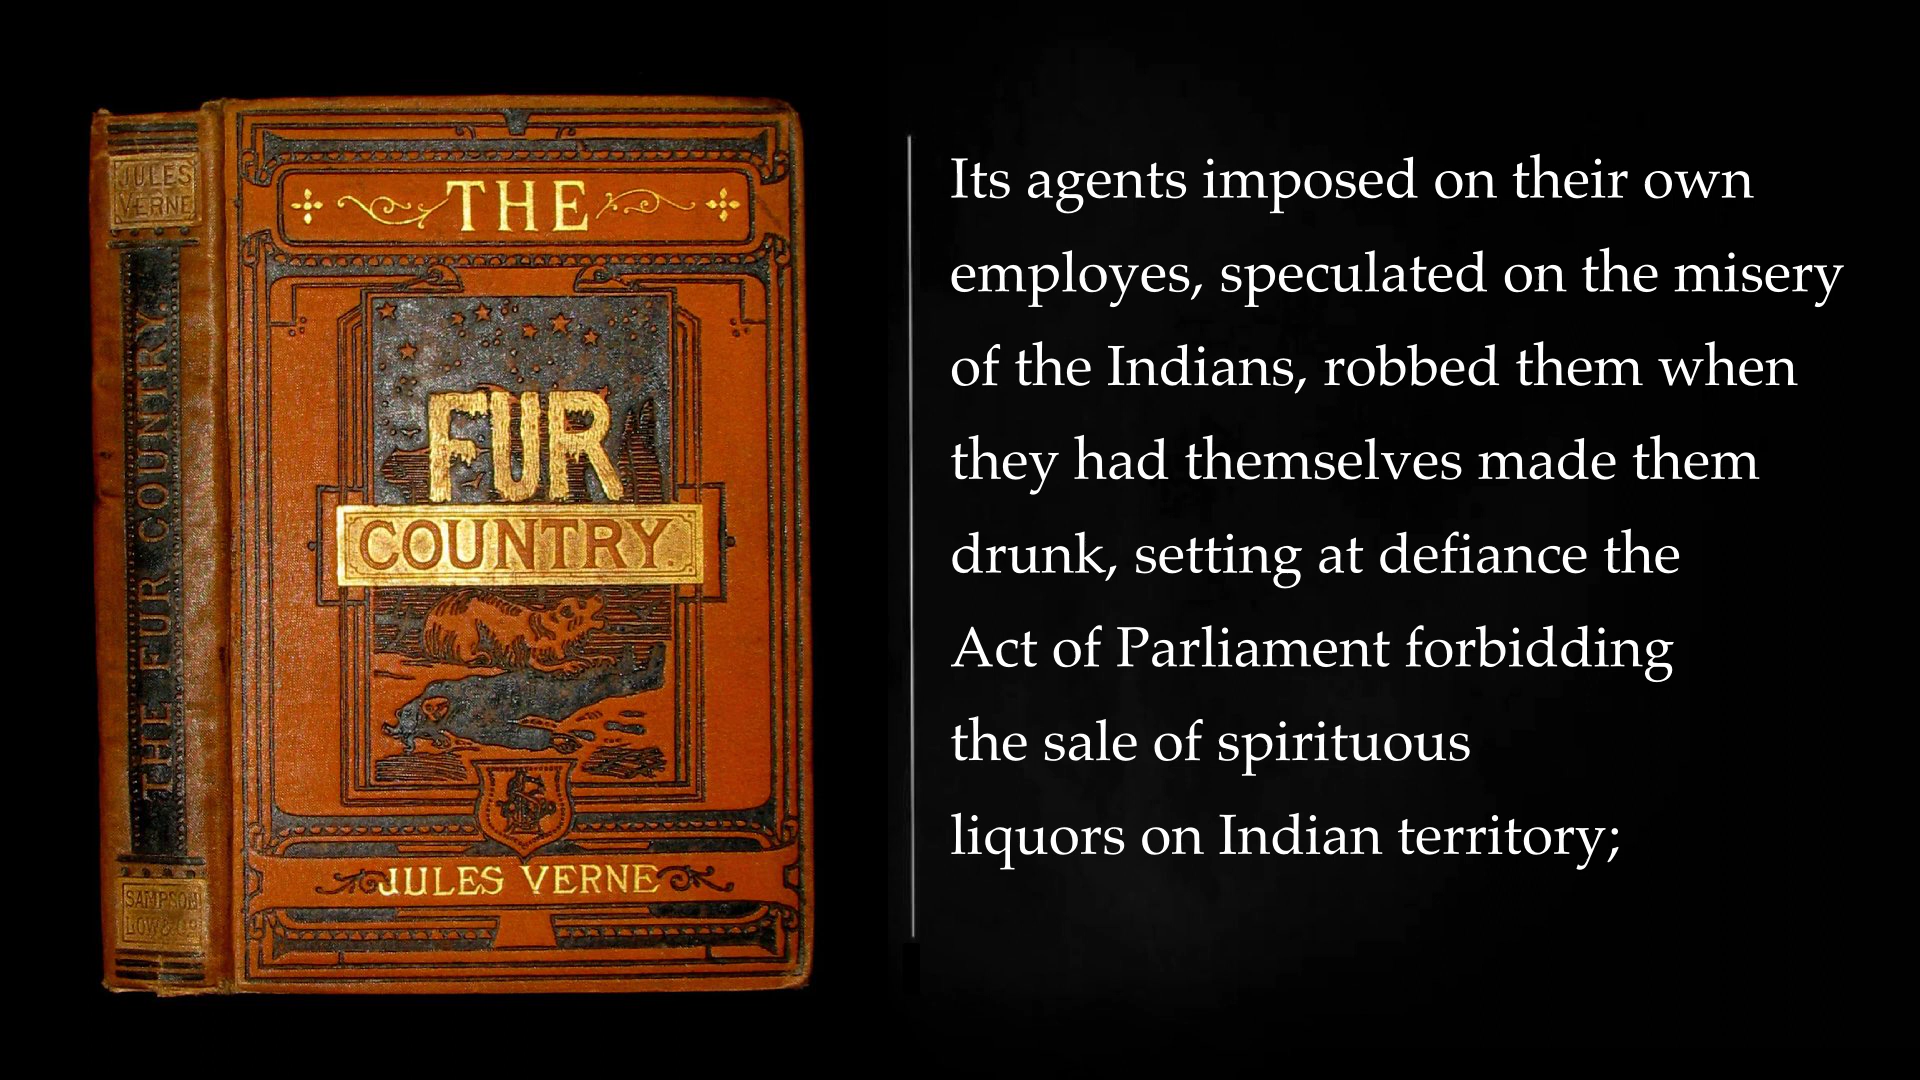 JULES
VERNE
THE FUR COUNTRY.
SAMPSON
LOW & Co
THE
FUR
COUNTRY.
JULES VERNE
Its agents imposed on their own
employes, speculated on the misery
of the Indians, robbed them when
they had themselves made them
drunk, setting at defiance the
Act of Parliament forbidding
the sale of spirituous
liquors on Indian territory;